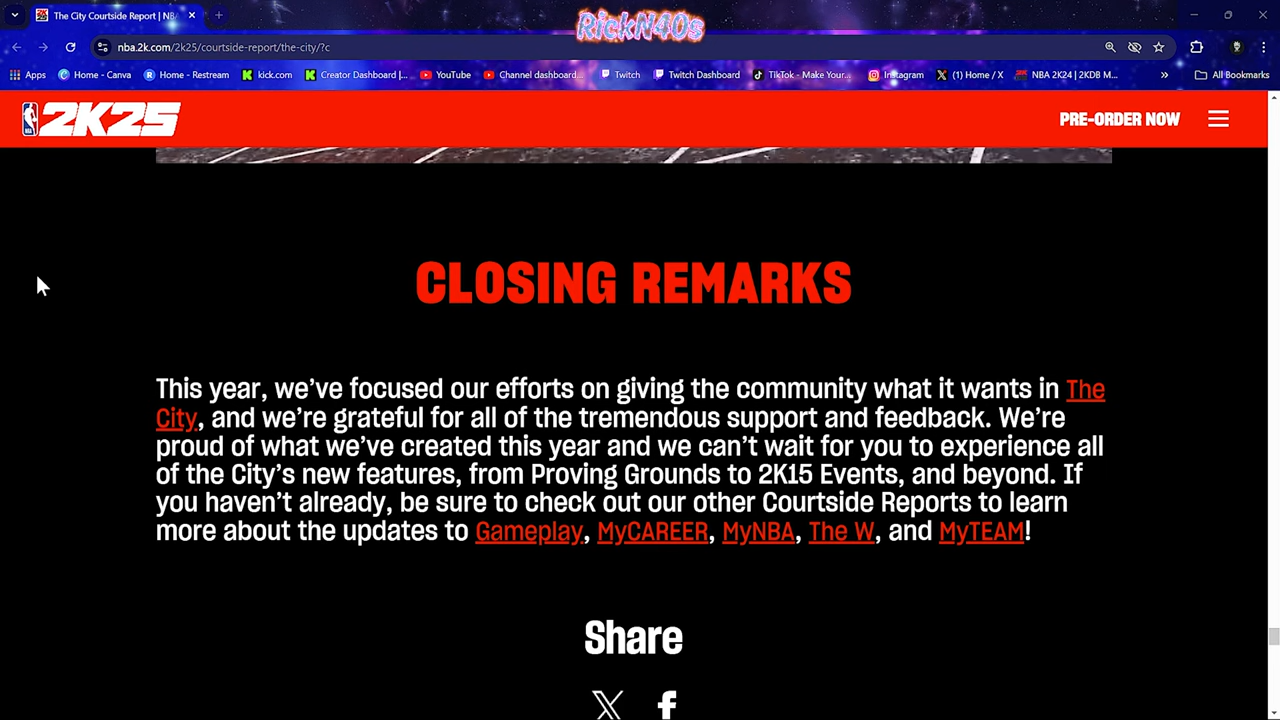 The City Courtside Report | NB
RickN40s
nba.2k.com/2k25/courtside-report/the-city/?c
Apps
Home - Canva
Home - Restream
kick.com
Creator Dashboard |...
YouTube
Channel dashboard...
Twitch
Twitch Dashboard
TikTok - Make Your...
Instagram
(1) Home / X
NBA 2K24 | 2KDB M...
»
All Bookmarks
2K25
PRE-ORDER NOW
CLOSING REMARKS
This year, we've focused our efforts on giving the community what it wants in The
City, and we're grateful for all of the tremendous support and feedback. We're
proud of what we've created this year and we can't wait for you to experience all
of the City's new features, from Proving Grounds to 2K15 Events, and beyond. If
you haven't already, be sure to check out our other Courtside Reports to learn
more about the updates to Gameplay, MyCAREER, MyNBA, The W, and MyTEAM!
Share